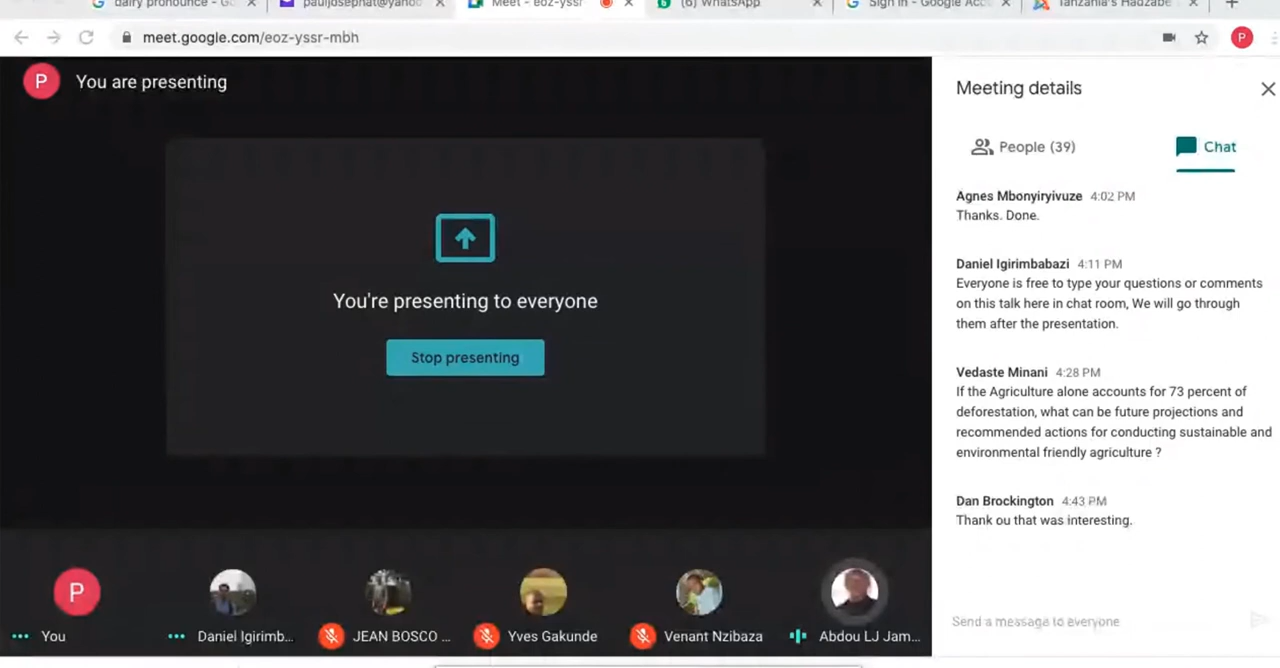 dairy pronounce - Go
pauljosephat@yahoo
Meet - eoz-yssr
(6) WhatsApp
Sign in - Google Acc
Tanzania's Hadzabe
meet.google.com/eoz-yssr-mbh
P
P
You are presenting
You're presenting to everyone
Stop presenting
Meeting details
People (39)
Chat
Agnes Mbonyiryivuze 4:02 PM
Thanks. Done.
Daniel Igirimbabazi 4:11 PM
Everyone is free to type your questions or comments
on this talk here in chat room, We will go through
them after the presentation.
Vedaste Minani 4:28 PM
If the Agriculture alone accounts for 73 percent of
deforestation, what can be future projections and
recommended actions for conducting sustainable and
environmental friendly agriculture ?
Dan Brockington 4:43 PM
Thank ou that was interesting.
Send a message to everyone
P
You
Daniel Igirimb...
JEAN BOSCO ...
Yves Gakunde
Venant Nzibaza
Abdou LJ Jam...